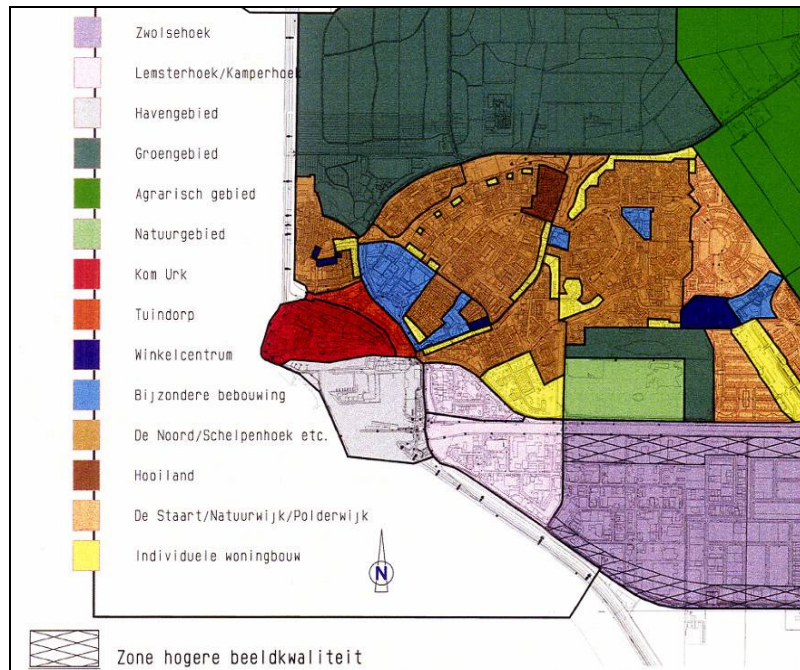 Zwolsehoek
Lemsterhoek/Kamperhoek
Havengebied
Groengebied
Agrarisch gebied
Natuurgebied
Kom Urk
Tuindorp
Winkelcentrum
Bijzondere bebouwing
De Noord/Schelpenhoek etc.
Hooiland
De Staart/Natuurwijk/Polderwijk
Individuele woningbouw
N
Zone hogere beeldkwaliteit